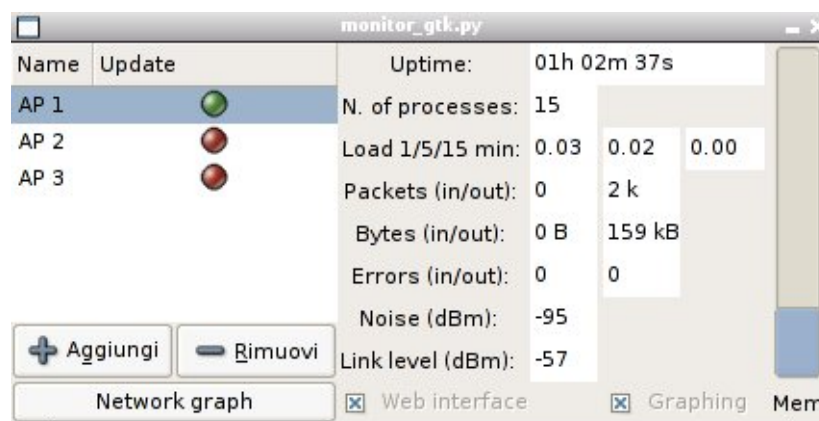 monitor_gtk.py
Name Update
AP 1
AP 2
AP 3
Aggiungi Rimuovi
Network graph
Uptime: 01h 02m 37s
N. of processes: 15
Load 1/5/15 min: 0.03 0.02 0.00
Packets (in/out): 0 2 k
Bytes (in/out): 0 B 159 kB
Errors (in/out): 0 0
Noise (dBm): -95
Link level (dBm): -57
Web interface Graphing
Mem